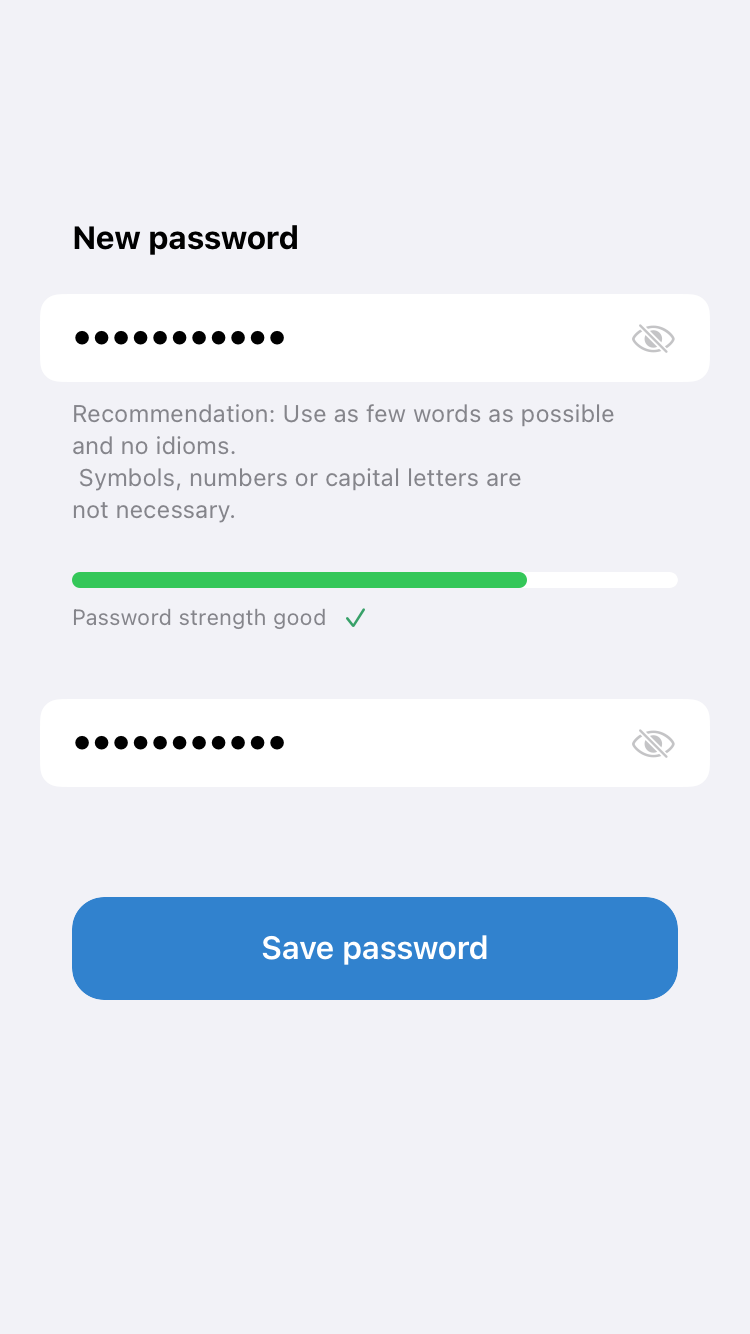 New password
●●●●●●●●●●●
Recommendation: Use as few words as possible
and no idioms.
Symbols, numbers or capital letters are
not necessary.
Password strength good
●●●●●●●●●●●
Save password